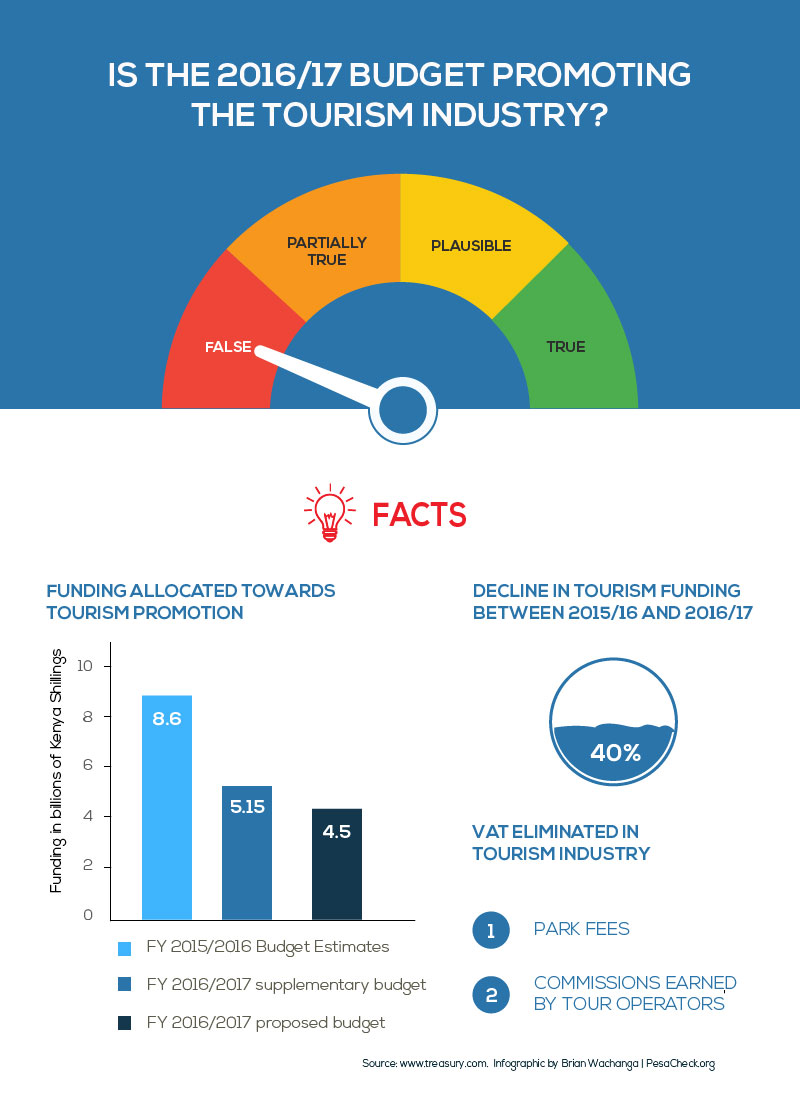 IS THE 2016/17 BUDGET PROMOTING
THE TOURISM INDUSTRY?
PARTIALLY
TRUE
PLAUSIBLE
FALSE
TRUE
FACTS
FUNDING ALLOCATED TOWARDS
TOURISM PROMOTION
Funding in billions of Kenya Shillings
10
8
6
4
2
0
8.6
5.15
4.5
FY 2015/2016 Budget Estimates
FY 2016/2017 supplementary budget
FY 2016/2017 proposed budget
DECLINE IN TOURISM FUNDING
BETWEEN 2015/16 AND 2016/17
40%
VAT ELIMINATED IN
TOURISM INDUSTRY
1 PARK FEES
2 COMMISSIONS EARNED
BY TOUR OPERATORS
Source: www.treasury.com. Infographic by Brian Wachanga | PesaCheck.org